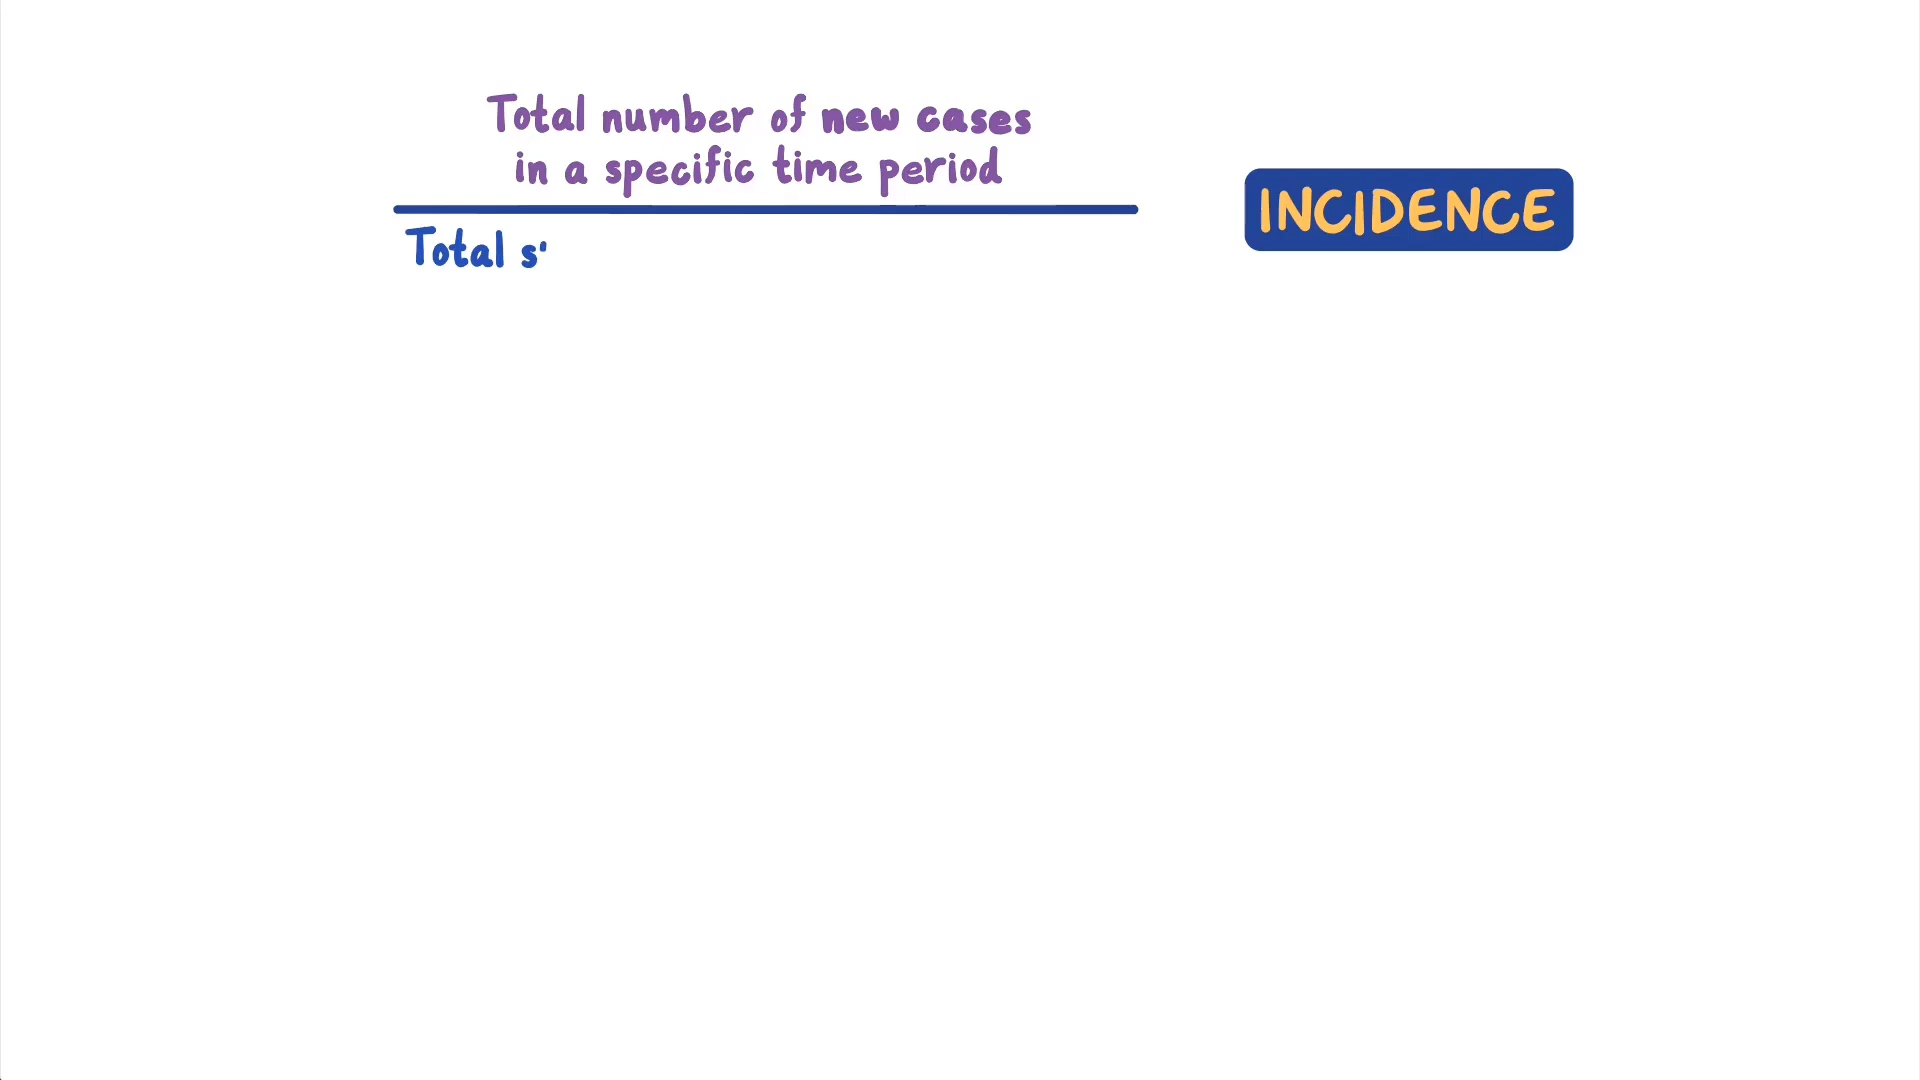 Total number of new cases
in a specific time period
INCIDENCE
Total